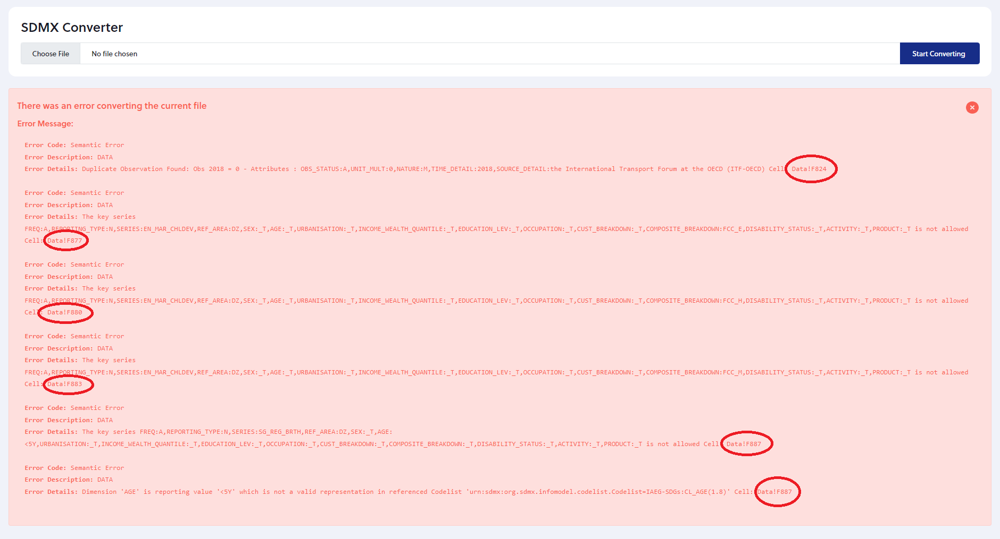 SDMX Converter
Choose File No file chosen Start Converting
There was an error converting the current file
Error Message:
Error Code: Semantic Error
Error Description: DATA
Error Details: Duplicate Observation Found: Obs 2018 = 0 - Attributes : OBS_STATUS:A,UNIT_MULT:0,NATURE:M,TIME_DETAIL:2018,SOURCE_DETAIL:the International Transport Forum at the OECD (ITF-OECD) Cell: Data!F824
Error Code: Semantic Error
Error Description: DATA
Error Details: The key series
FREQ:A,REPORTING_TYPE:N,SERIES:EN_MAR_CHLDEV,REF_AREA:DZ,SEX:_T,AGE:_T,URBANISATION:_T,INCOME_WEALTH_QUANTILE:_T,EDUCATION_LEV:_T,OCCUPATION:_T,CUST_BREAKDOWN:_T,COMPOSITE_BREAKDOWN:FCC_E,DISABILITY_STATUS:_T,ACTIVITY:_T,PRODUCT:_T is not allowed
Cell: Data!F877
Error Code: Semantic Error
Error Description: DATA
Error Details: The key series
FREQ:A,REPORTING_TYPE:N,SERIES:EN_MAR_CHLDEV,REF_AREA:DZ,SEX:_T,AGE:_T,URBANISATION:_T,INCOME_WEALTH_QUANTILE:_T,EDUCATION_LEV:_T,OCCUPATION:_T,CUST_BREAKDOWN:_T,COMPOSITE_BREAKDOWN:FCC_H,DISABILITY_STATUS:_T,ACTIVITY:_T,PRODUCT:_T is not allowed
Cell: Data!F880
Error Code: Semantic Error
Error Description: DATA
Error Details: The key series
FREQ:A,REPORTING_TYPE:N,SERIES:EN_MAR_CHLDEV,REF_AREA:DZ,SEX:_T,AGE:_T,URBANISATION:_T,INCOME_WEALTH_QUANTILE:_T,EDUCATION_LEV:_T,OCCUPATION:_T,CUST_BREAKDOWN:_T,COMPOSITE_BREAKDOWN:FCC_M,DISABILITY_STATUS:_T,ACTIVITY:_T,PRODUCT:_T is not allowed
Cell: Data!F883
Error Code: Semantic Error
Error Description: DATA
Error Details: The key series FREQ:A,REPORTING_TYPE:N,SERIES:SG_REG_BRTH,REF_AREA:DZ,SEX:_T,AGE:
<5Y,URBANISATION:_T,INCOME_WEALTH_QUANTILE:_T,EDUCATION_LEV:_T,OCCUPATION:_T,CUST_BREAKDOWN:_T,COMPOSITE_BREAKDOWN:_T,DISABILITY_STATUS:_T,ACTIVITY:_T,PRODUCT:_T is not allowed Cell: Data!F887
Error Code: Semantic Error
Error Description: DATA
Error Details: Dimension 'AGE' is reporting value '<5Y' which is not a valid representation in referenced Codelist 'urn:sdmx:org.sdmx.infomodel.codelist.Codelist=IAEG-SDGs:CL_AGE(1.8)' Cell: Data!F887